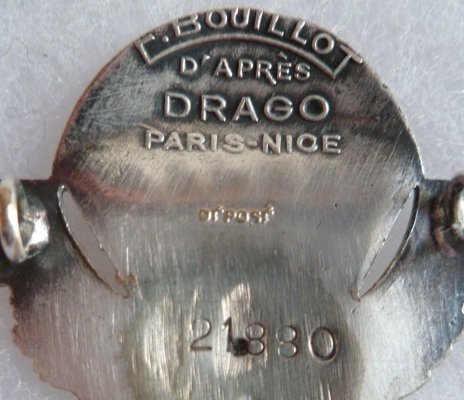 F. BOUILLOT
D'APRÈS
DRAGO
PARIS-NICE
DÉPOSÉ
21880